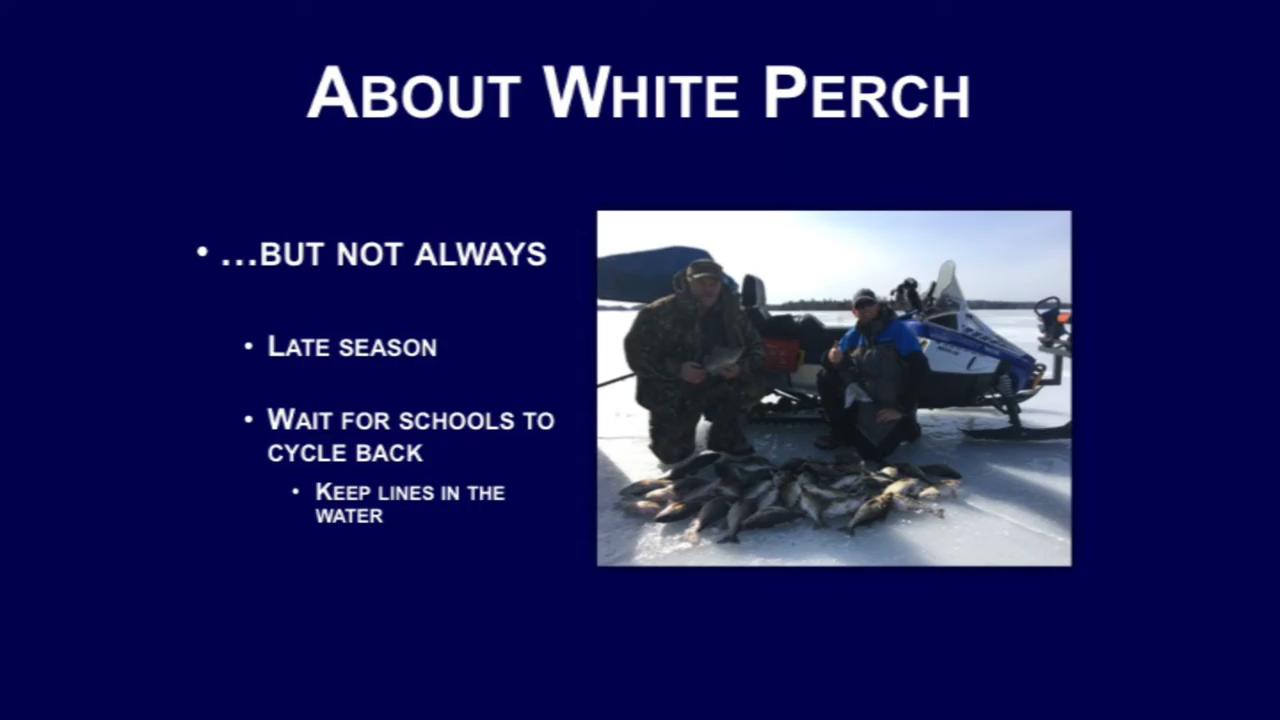 About White Perch
• …but not always
• Late season
• Wait for schools to
cycle back
• Keep lines in the
water